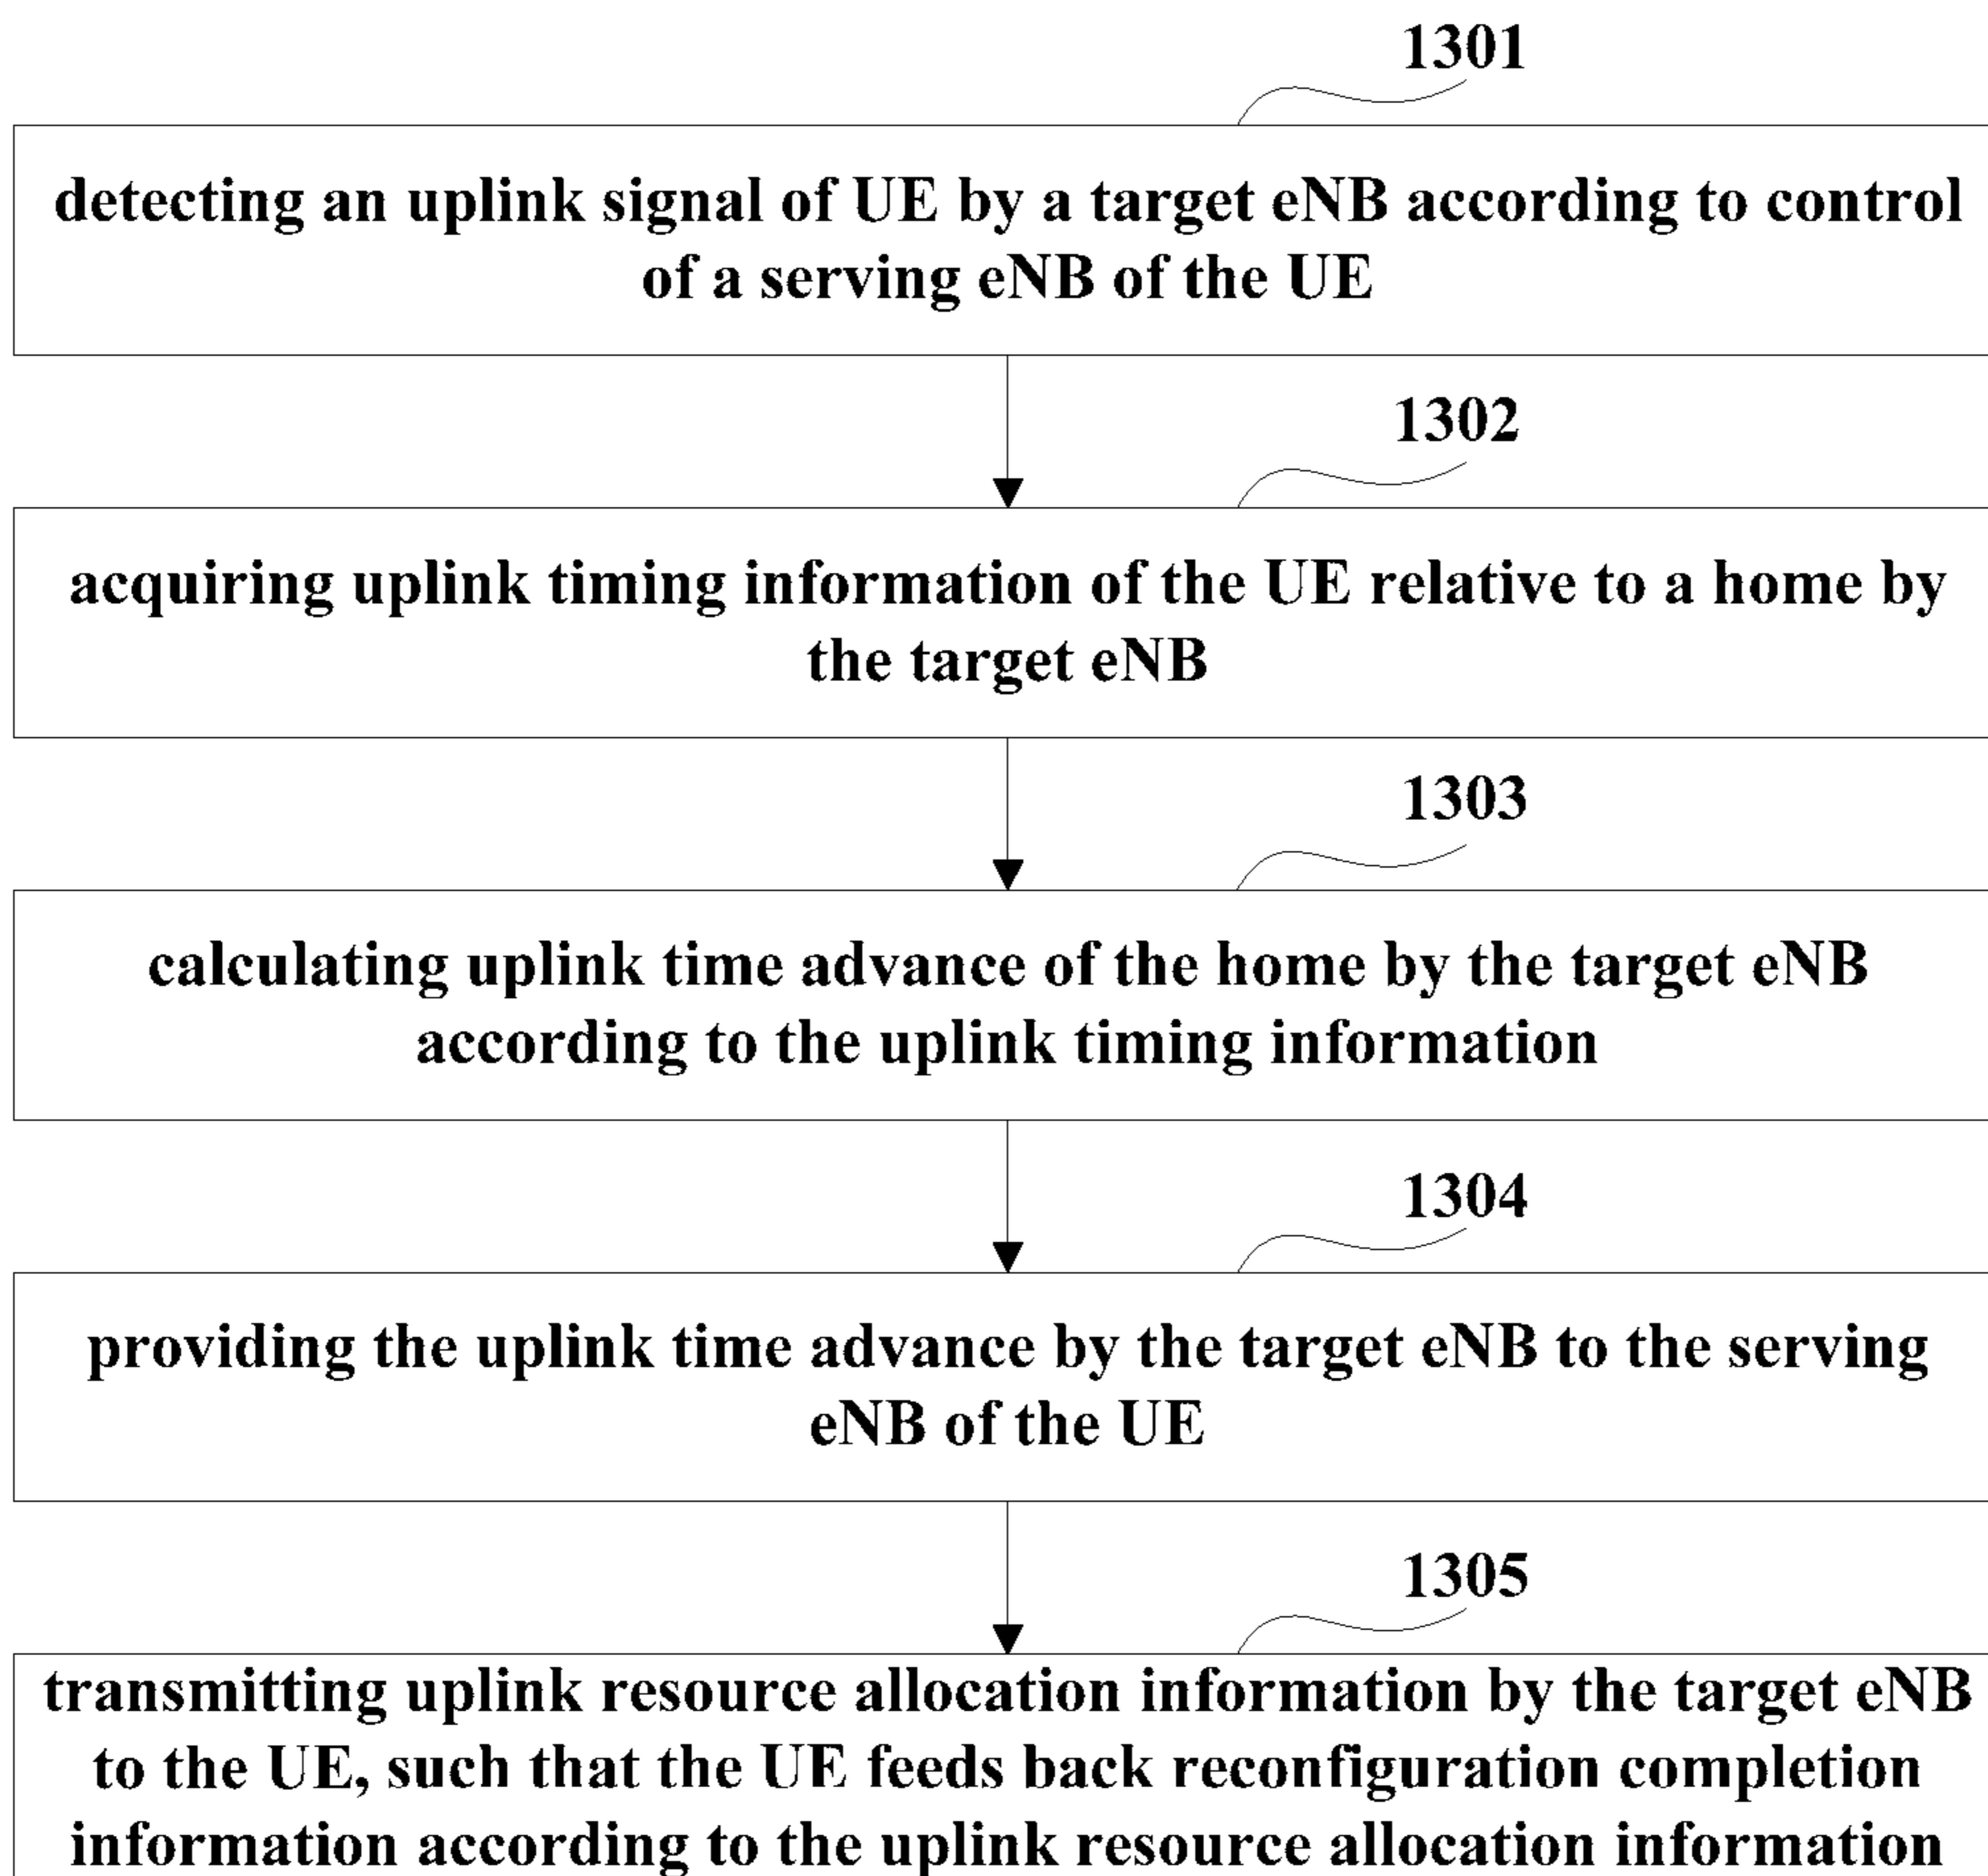 1301
detecting an uplink signal of UE by a target eNB according to control
of a serving eNB of the UE
1302
acquiring uplink timing information of the UE relative to a home by
the target eNB
1303
calculating uplink time advance of the home by the target eNB
according to the uplink timing information
1304
providing the uplink time advance by the target eNB to the serving
eNB of the UE
1305
transmitting uplink resource allocation information by the target eNB
to the UE, such that the UE feeds back reconfiguration completion
information according to the uplink resource allocation information